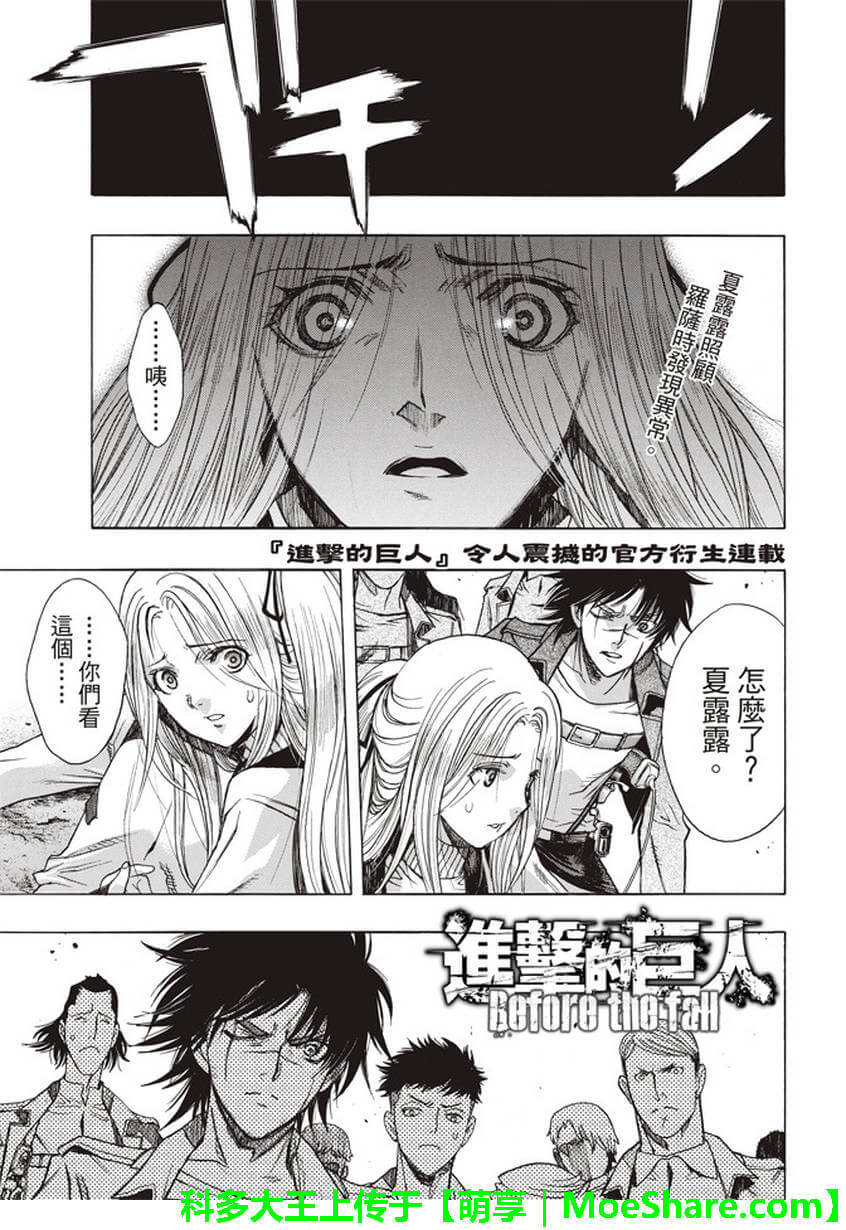 ブチッ
夏露露照顧
羅薩時發現異常。
……咦……
『進擊的巨人』令人震撼的官方衍生連載
怎麼了?
夏露露。
……你們看
這個……
進擊的巨人
Before the fall
科多大王上传于【萌享｜MoeShare.com】